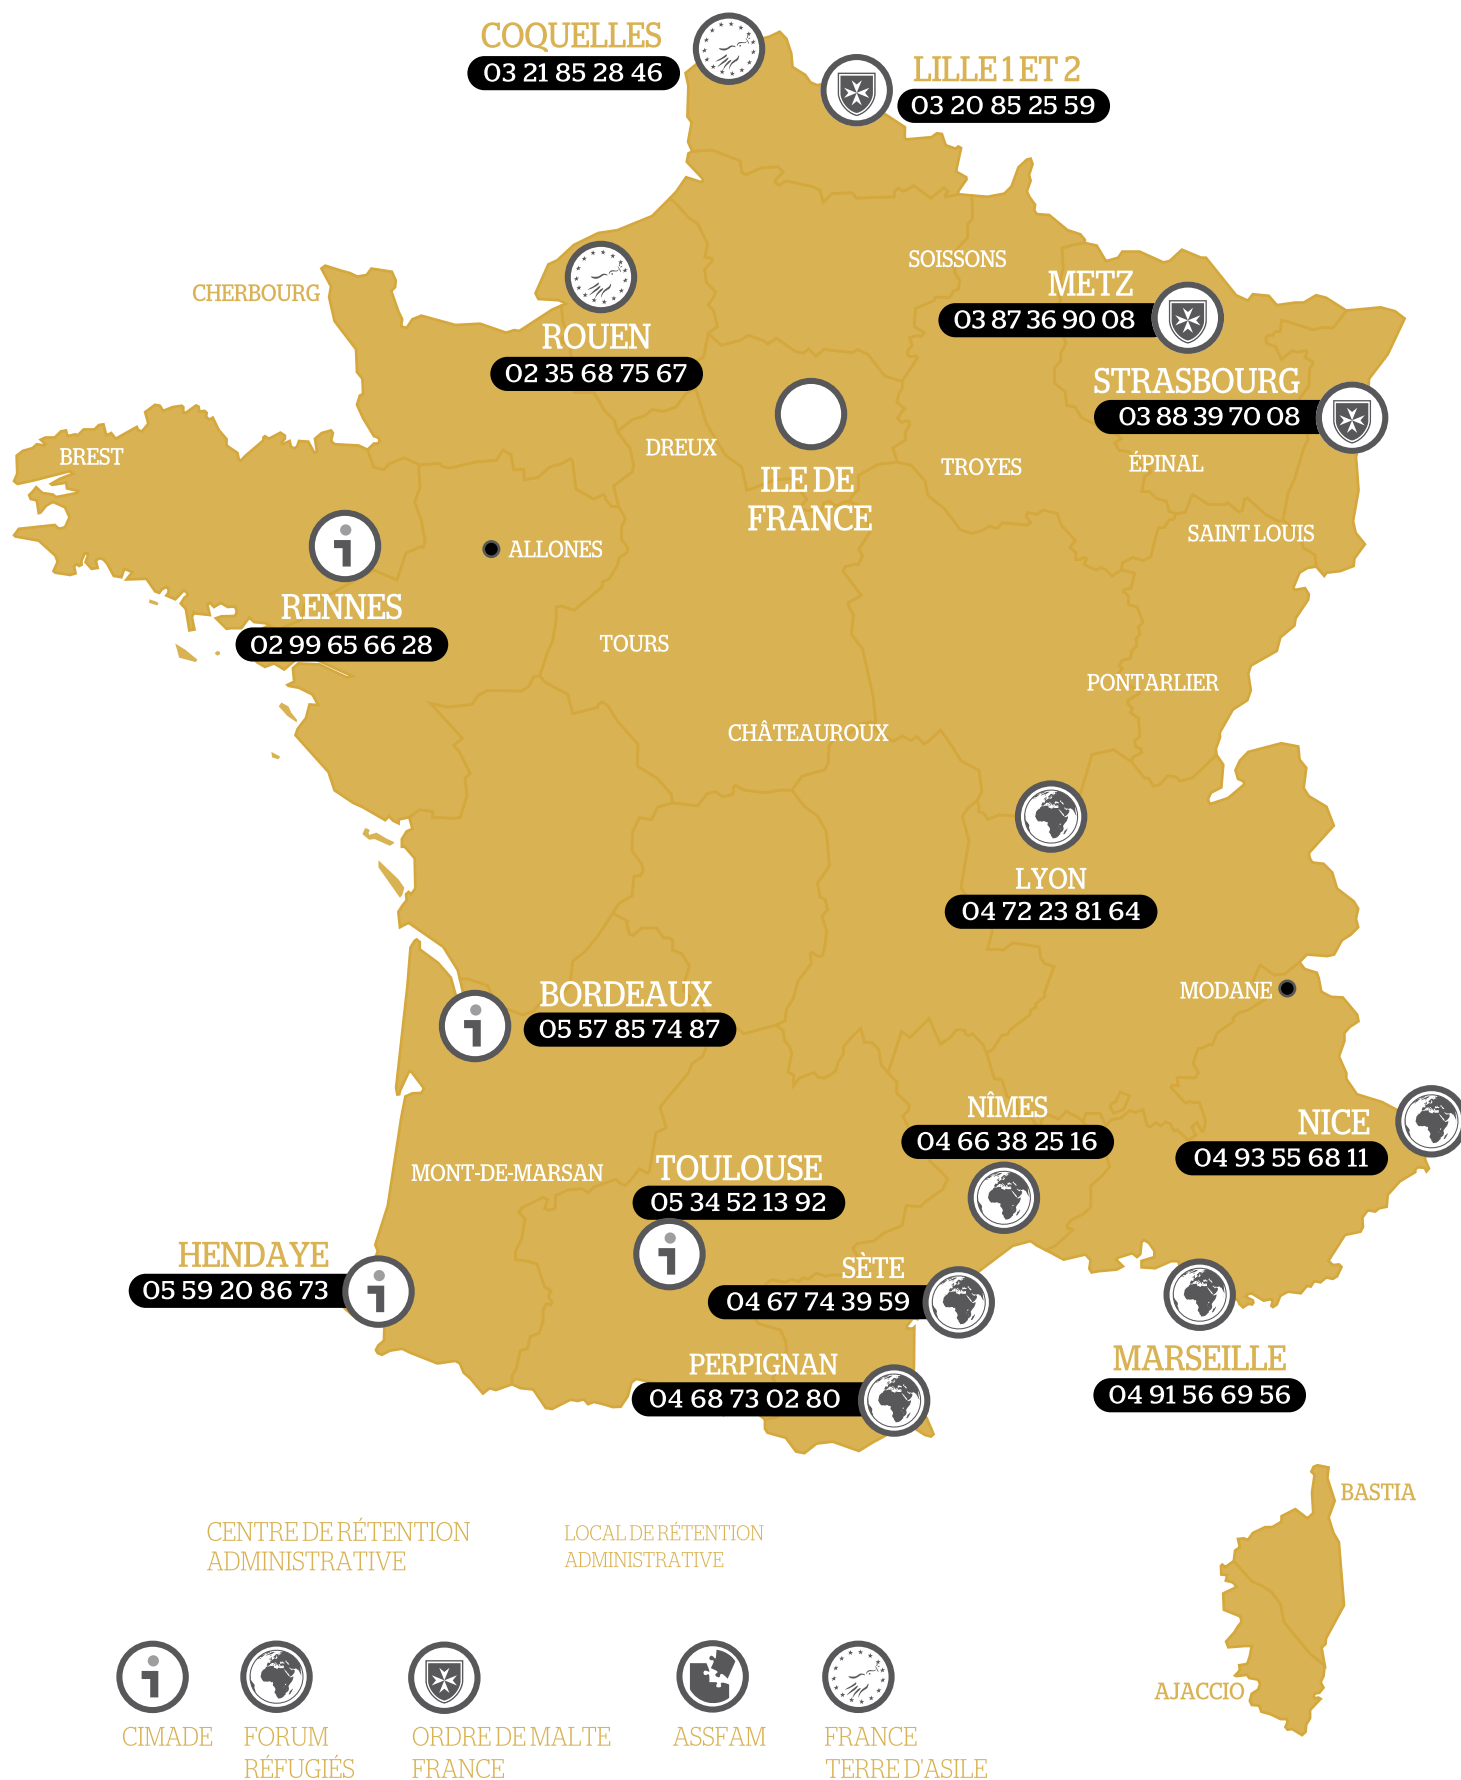 COQUELLES
03 21 85 28 46
LILLE 1 ET 2
03 20 85 25 59
SOISSONS
METZ
03 87 36 90 08
CHERBOURG
ROUEN
02 35 68 75 67
STRASBOURG
03 88 39 70 08
BREST
DREUX
ILE DE
FRANCE
TROYES
ÉPINAL
SAINT LOUIS
ALLONES
RENNES
02 99 65 66 28
TOURS
PONTARLIER
CHÂTEAUROUX
LYON
04 72 23 81 64
BORDEAUX
05 57 85 74 87
MODANE
NÎMES
04 66 38 25 16
NICE
04 93 55 68 11
MONT-DE-MARSAN
TOULOUSE
05 34 52 13 92
HENDAYE
05 59 20 86 73
SÈTE
04 67 74 39 59
PERPIGNAN
04 68 73 02 80
MARSEILLE
04 91 56 69 56
BASTIA
AJACCIO
CENTRE DE RÉTENTION
ADMINISTRATIVE
LOCAL DE RÉTENTION
ADMINISTRATIVE
CIMADE
FORUM
RÉFUGIÉS
ORDRE DE MALTE
FRANCE
ASSFAM
FRANCE
TERRE D'ASILE